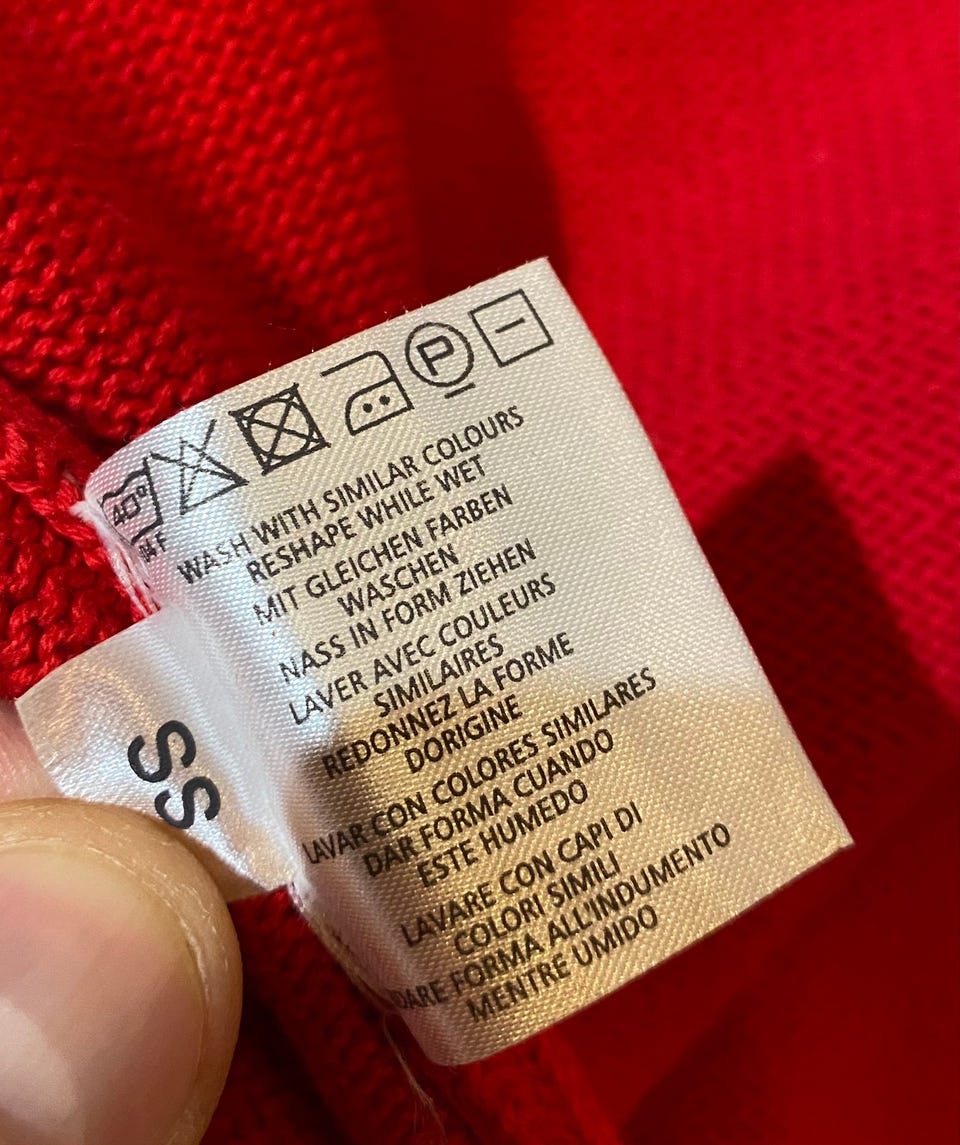 40°
P
WASH WITH SIMILAR COLOURS
RESHAPE WHILE WET
MIT GLEICHEN FARBEN
WASCHEN
NASS IN FORM ZIEHEN
LAVER AVEC COULEURS
SIMILAIRES
REDONNEZ LA FORME
DORIGINE
LAVAR CON COLORES SIMILARES
DAR FORMA CUANDO
ESTE HUMEDO
LAVARE CON CAPI DI
COLORI SIMILI
DARE FORMA ALL'INDUMENTO
MENTRE UMIDO
SS